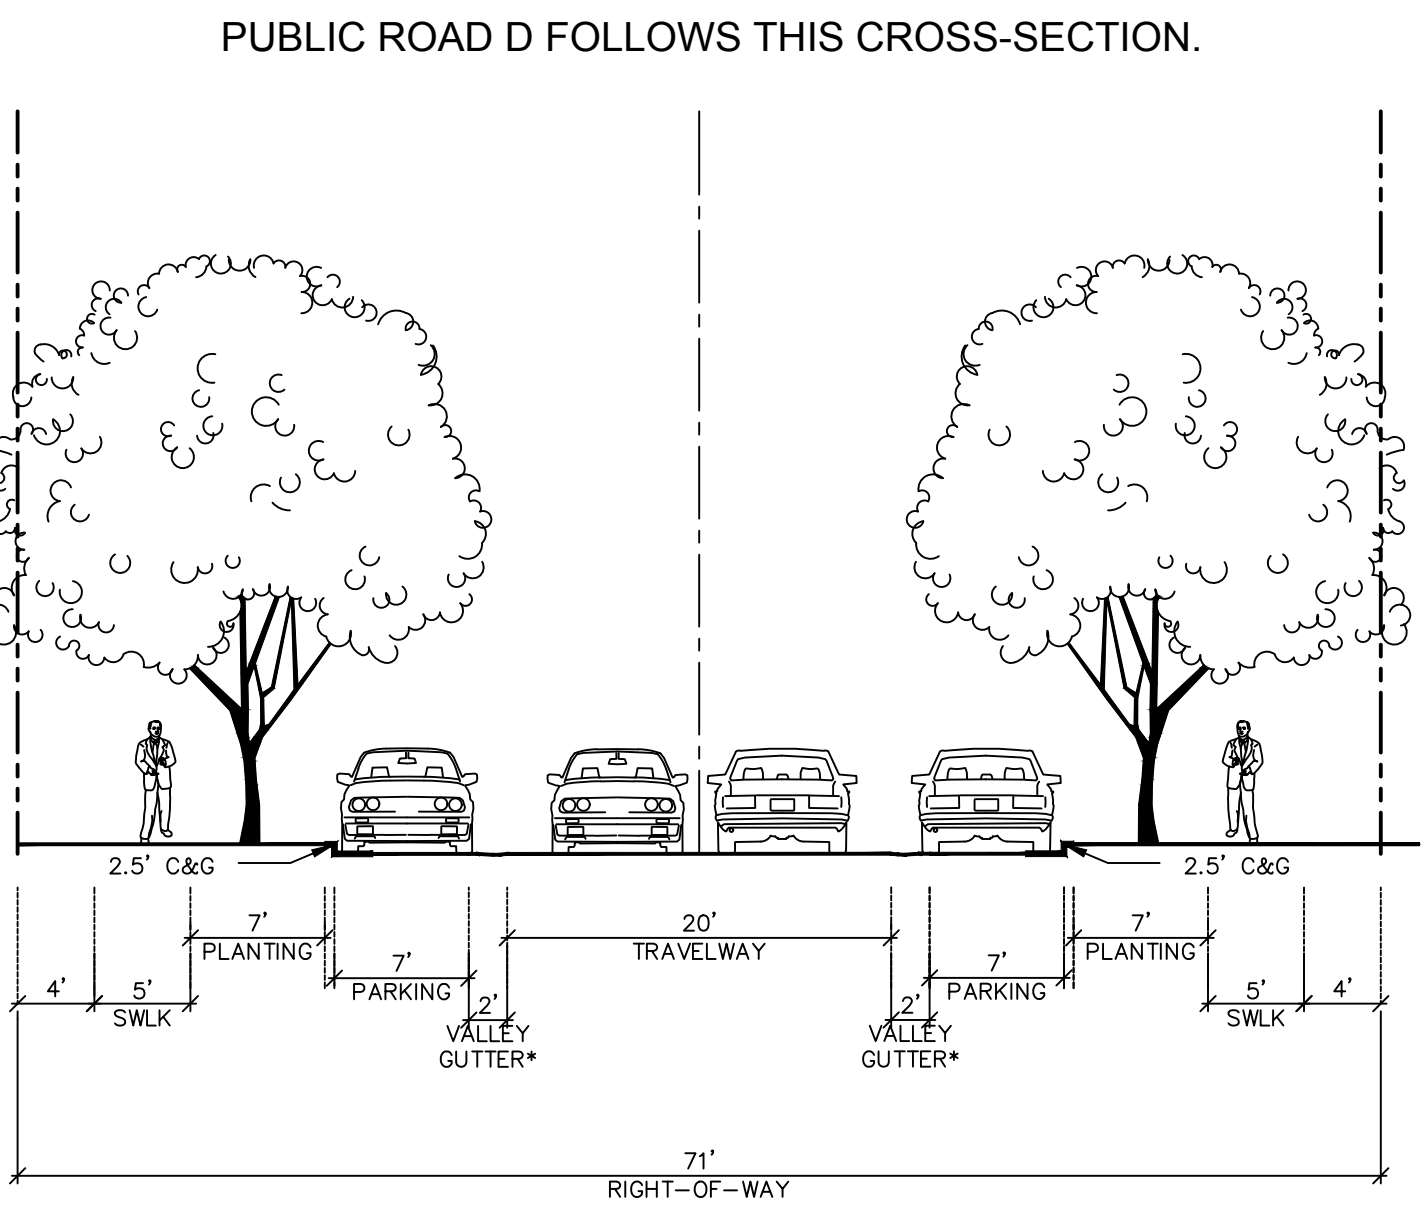 PUBLIC ROAD D FOLLOWS THIS CROSS-SECTION.
2.5' C&G
2.5' C&G
7'
PLANTING
20'
TRAVELWAY
7'
PLANTING
7'
PARKING
7'
PARKING
4'
5'
SWLK
2'
VALLEY
GUTTER*
2'
VALLEY
GUTTER*
5'
SWLK
4'
71'
RIGHT-OF-WAY